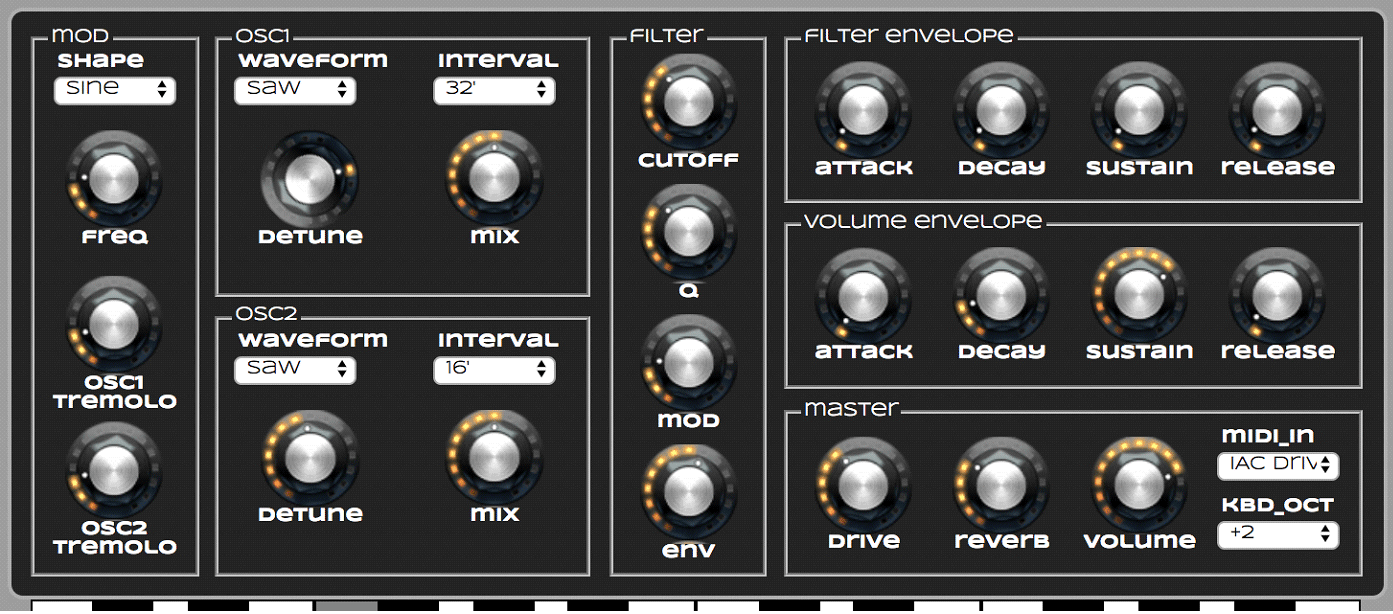 MOD
SHAPE
sine
FREQ
OSC1
TREMOLO
OSC2
TREMOLO
OSC1
WAVEFORM
INTERVAL
saw
32'
DETUNE
MIX
OSC2
WAVEFORM
INTERVAL
saw
16'
DETUNE
MIX
FILTER
CUTOFF
Q
MOD
ENV
FILTER ENVELOPE
ATTACK
DECAY
SUSTAIN
RELEASE
VOLUME ENVELOPE
ATTACK
DECAY
SUSTAIN
RELEASE
MASTER
DRIVE
REVERB
VOLUME
MIDI_IN
IAC Driv
KBD_OCT
+2